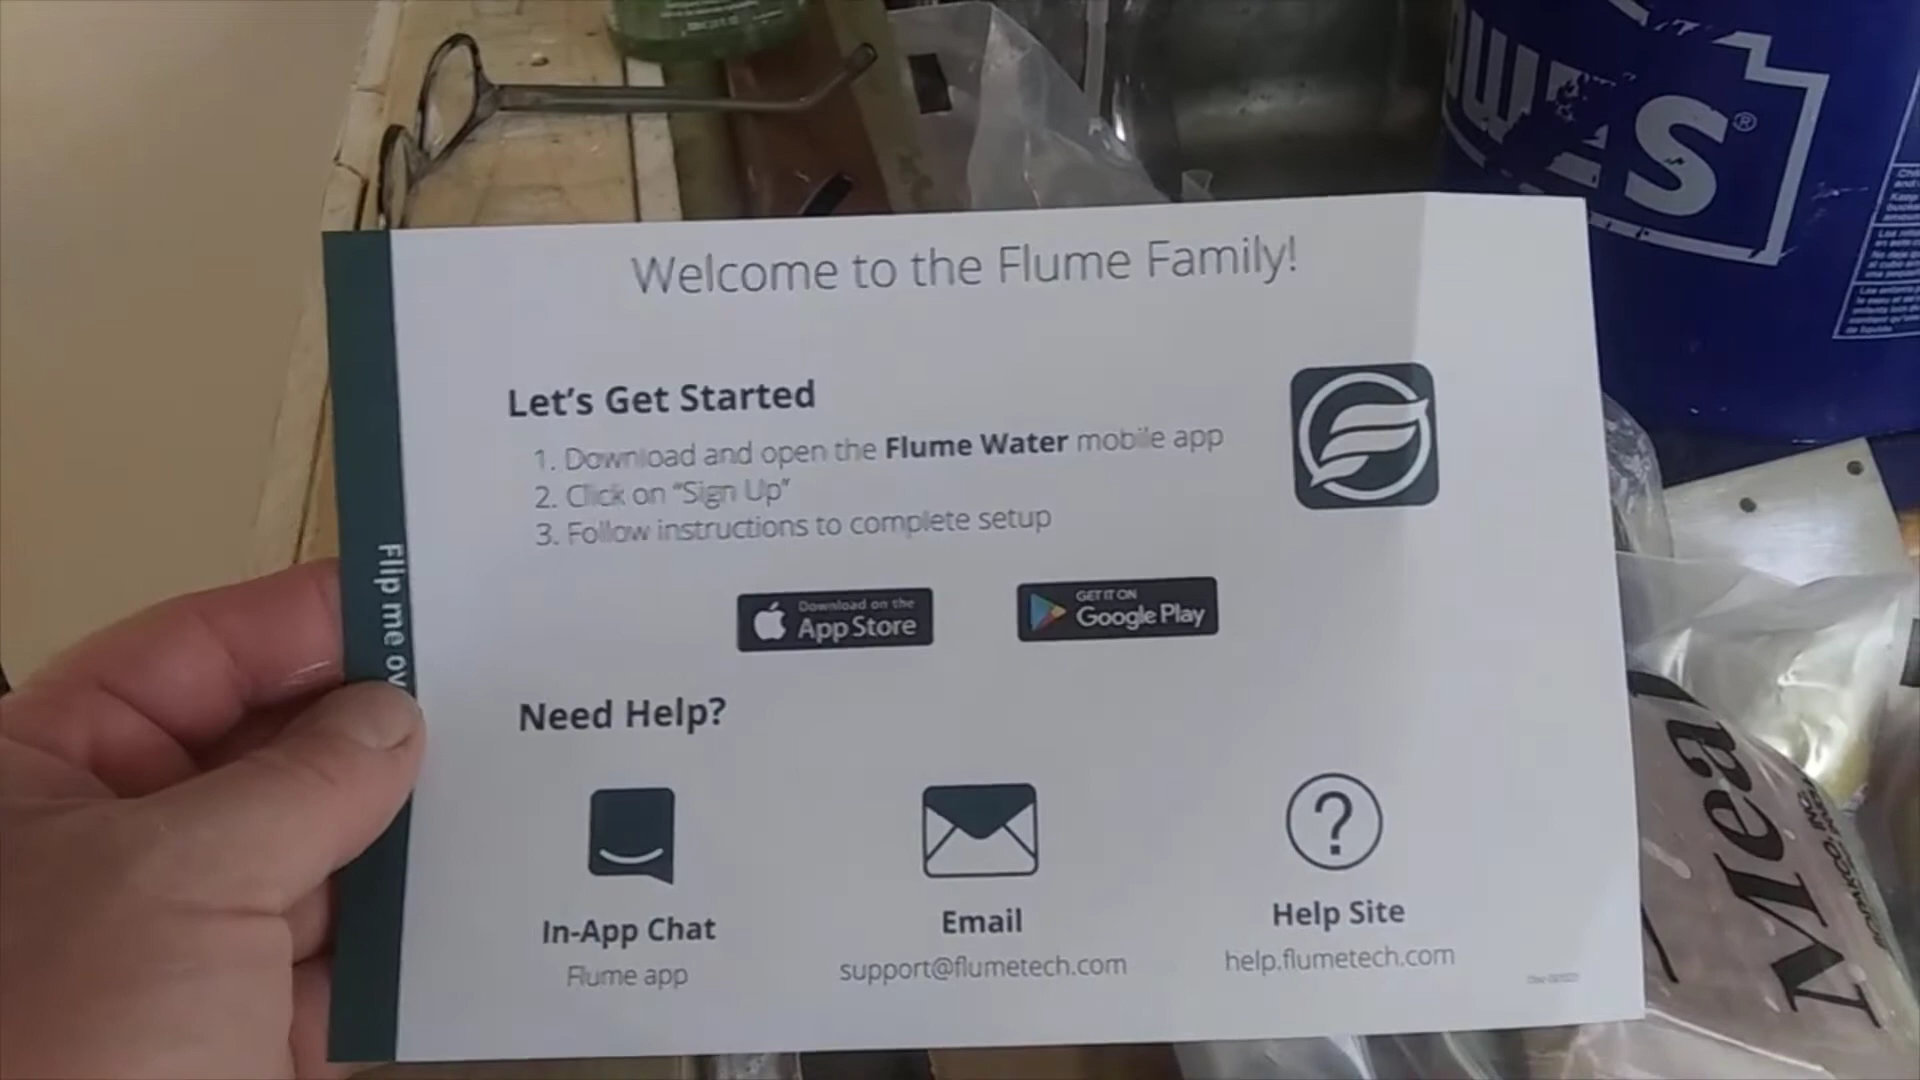 Welcome to the Flume Family!
Let's Get Started
1. Download and open the Flume Water mobile app
2. Click on "Sign Up"
3. Follow instructions to complete setup
Download on the
App Store
GET IT ON
Google Play
Need Help?
In-App Chat
Flume app
Email
support@flumetech.com
Help Site
help.flumetech.com
Flip me ov
OWES®
Meal